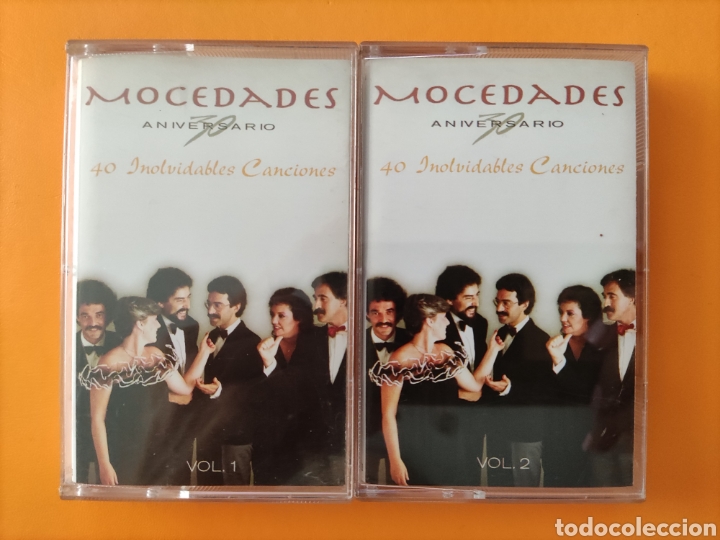 MOCEDADES
30
ANIVERSARIO
40 Inolvidables Canciones
VOL. 1
MOCEDADES
30
ANIVERSARIO
40 Inolvidables Canciones
VOL. 2
todocoleccion